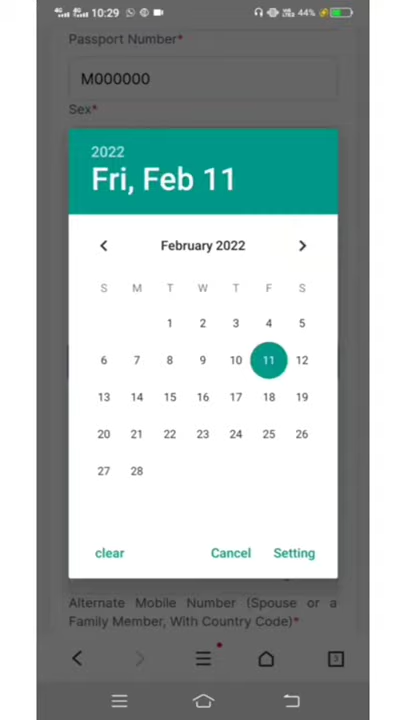 10:29 44%
Passport Number*
M000000
Sex*
2022
Fri, Feb 11
February 2022
S M T W T F S
1 2 3 4 5
6 7 8 9 10 11 12
13 14 15 16 17 18 19
20 21 22 23 24 25 26
27 28
clear Cancel Setting
Alternate Mobile Number (Spouse or a
Family Member, With Country Code)*
3